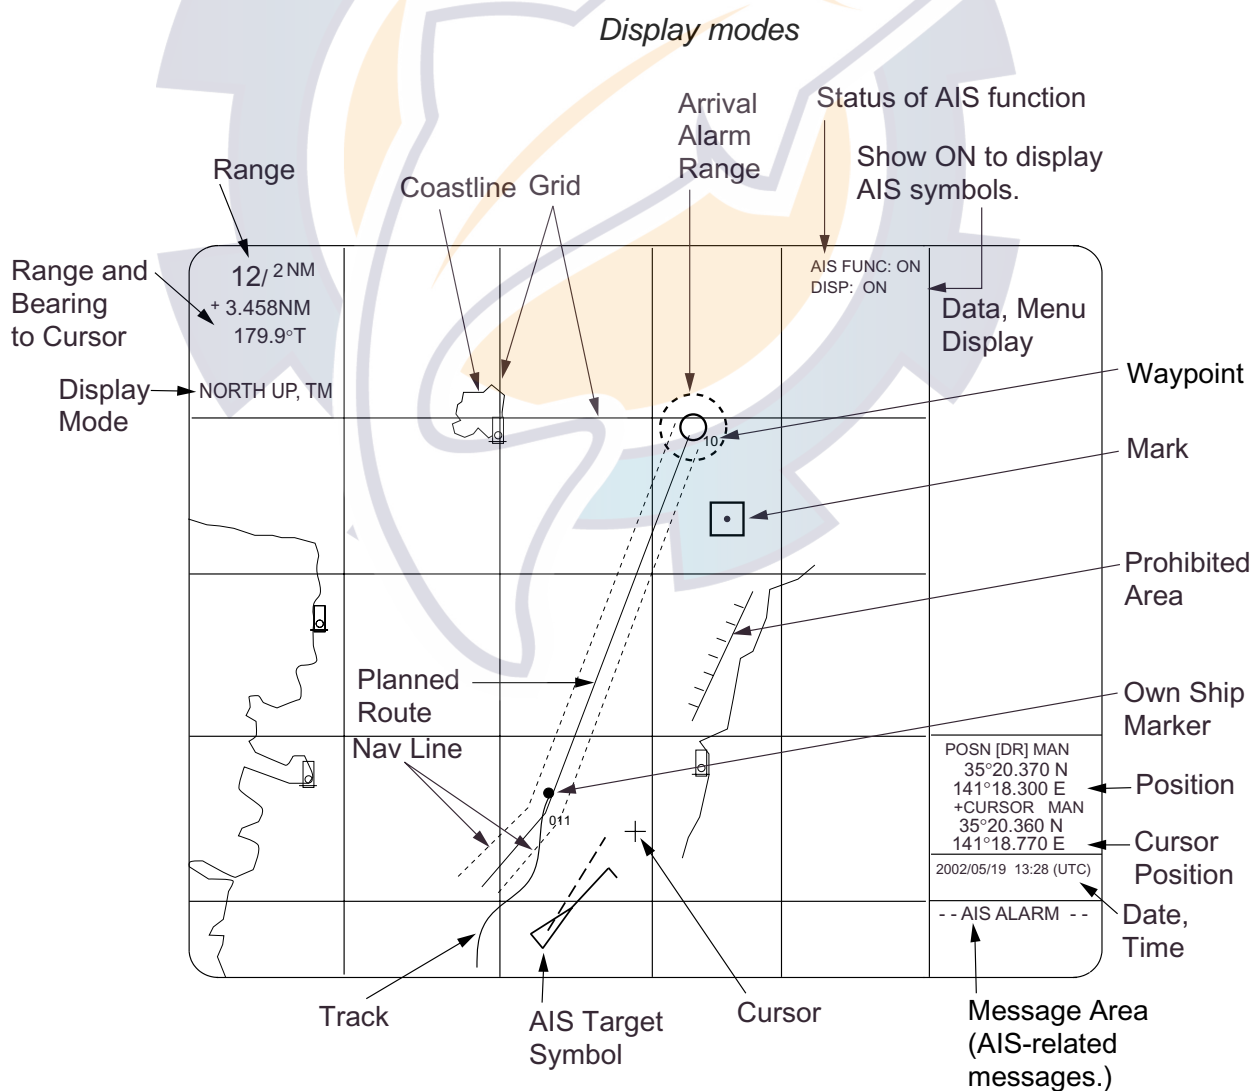 Display modes
Status of AIS function
Arrival
Alarm
Range
Show ON to display
AIS symbols.
Range
Coastline
Grid
Range and
Bearing
to Cursor
12/ 2 NM
+ 3.458NM
179.9°T
AIS FUNC: ON
DISP: ON
Data, Menu
Display
Display
Mode
NORTH UP, TM
Waypoint
10
Mark
Prohibited
Area
Planned
Route
Own Ship
Marker
Nav Line
011
POSN [DR] MAN
35°20.370 N
141°18.300 E
+CURSOR MAN
35°20.360 N
141°18.770 E
Position
Cursor
Position
2002/05/19 13:28 (UTC)
Date,
Time
- - AIS ALARM - -
Track
AIS Target
Symbol
Cursor
Message Area
(AIS-related
messages.)